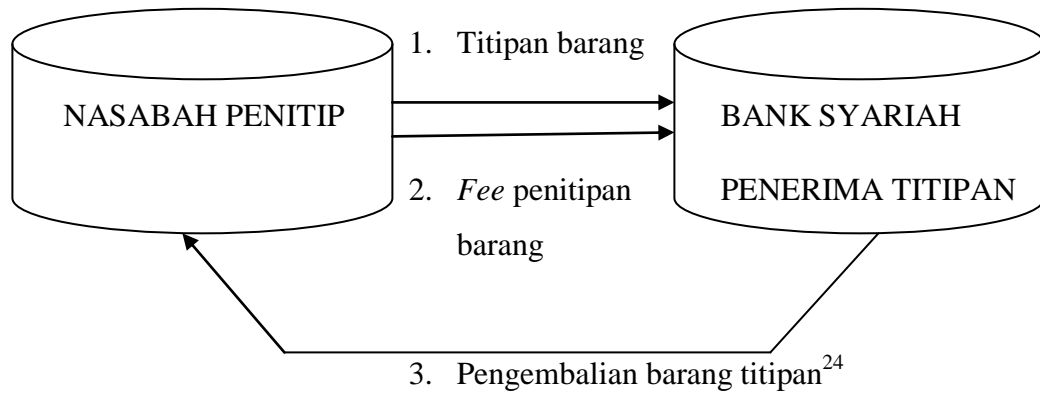 1. Titipan barang
NASABAH PENITIP
BANK SYARIAH
PENERIMA TITIPAN
2. Fee penitipan
barang
3. Pengembalian barang titipan24